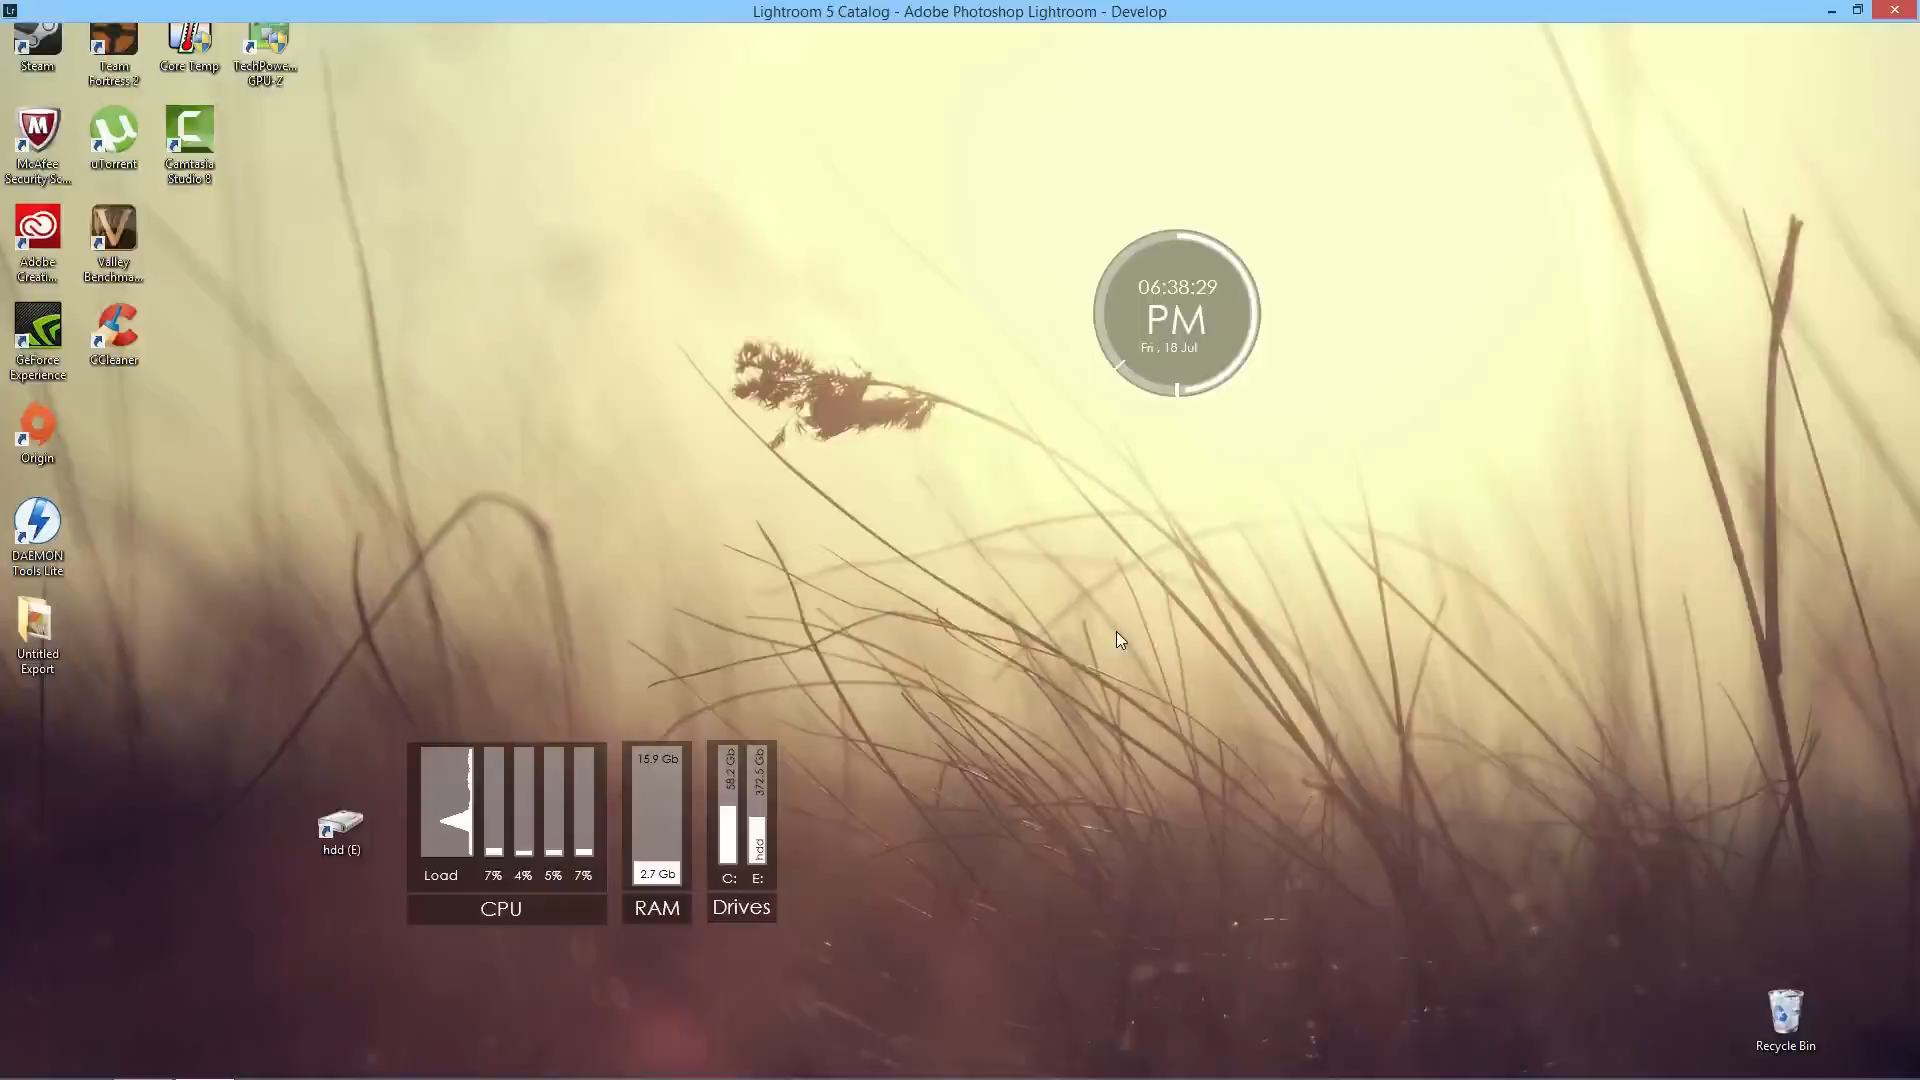 Lr
Lightroom 5 Catalog - Adobe Photoshop Lightroom - Develop
Steam
Team
Fortress 2
Core Temp
TechPowe...
GPU-Z
McAfee
Security Sc...
µTorrent
Camtasia
Studio 8
Adobe
Creati...
Valley
Benchma...
GeForce
Experience
CCleaner
Origin
DAEMON
Tools Lite
Untitled
Export
06:38:29
PM
Fri , 18 Jul
hdd (E)
Load
7%
4%
5%
7%
CPU
15.9 Gb
2.7 Gb
RAM
58.2 Gb
372.5 Gb
hdd
C:
E:
Drives
Recycle Bin